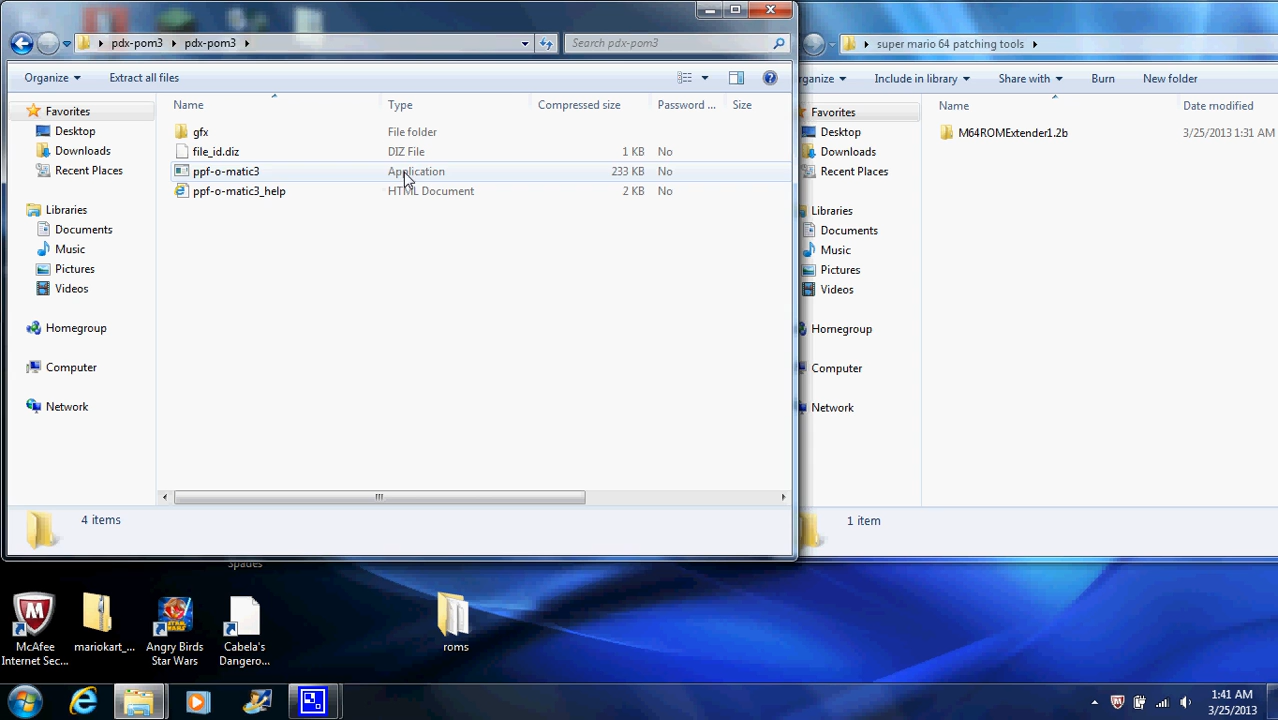 pdx-pom3 pdx-pom3
Search pdx-pom3
Organize Extract all files
Name Type Compressed size Password ... Size
Favorites
Desktop
Downloads
Recent Places
Libraries
Documents
Music
Pictures
Videos
Homegroup
Computer
Network
gfx File folder
file_id.diz DIZ File 1 KB No
ppf-o-matic3 Application 233 KB No
ppf-o-matic3_help HTML Document 2 KB No
4 items
super mario 64 patching tools
rganize Include in library Share with Burn New folder
Name Date modified
Favorites
Desktop
Downloads
Recent Places
Libraries
Documents
Music
Pictures
Videos
Homegroup
Computer
Network
M64ROMExtender1.2b 3/25/2013 1:31 AM
1 item
Spades
McAfee
Internet Sec...
mariokart_...
Angry Birds
Star Wars
Cabela's
Dangero...
roms
1:41 AM
3/25/2013